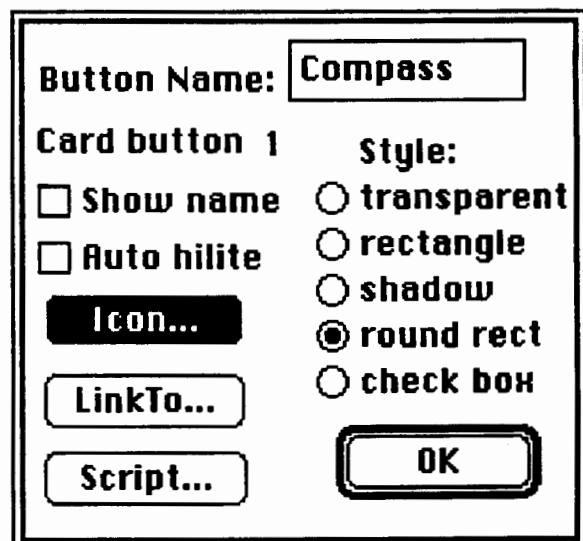 Button Name: Compass
Card button 1
Show name
Auto hilite
Icon...
LinkTo...
Script...
Style:
transparent
rectangle
shadow
round rect
check box
OK